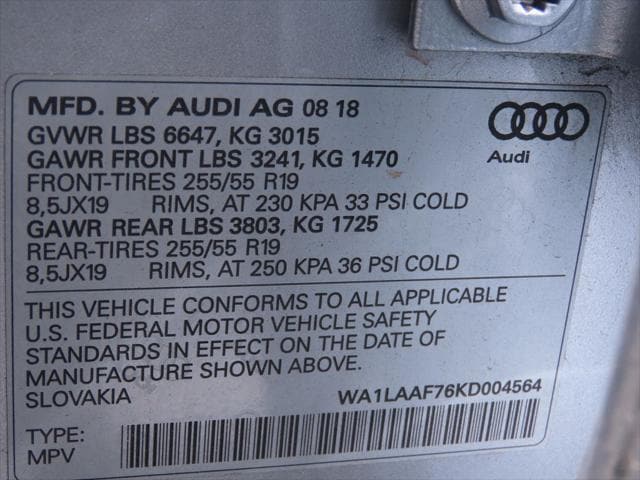 MFD. BY AUDI AG 08 18
GVWR LBS 6647, KG 3015
GAWR FRONT LBS 3241, KG 1470
FRONT-TIRES 255/55 R19
8,5JX19 RIMS, AT 230 KPA 33 PSI COLD
GAWR REAR LBS 3803, KG 1725
REAR-TIRES 255/55 R19
8,5JX19 RIMS, AT 250 KPA 36 PSI COLD
Audi
THIS VEHICLE CONFORMS TO ALL APPLICABLE
U.S. FEDERAL MOTOR VEHICLE SAFETY
STANDARDS IN EFFECT ON THE DATE OF
MANUFACTURE SHOWN ABOVE.
SLOVAKIA WA1LAAF76KD004564
TYPE:
MPV